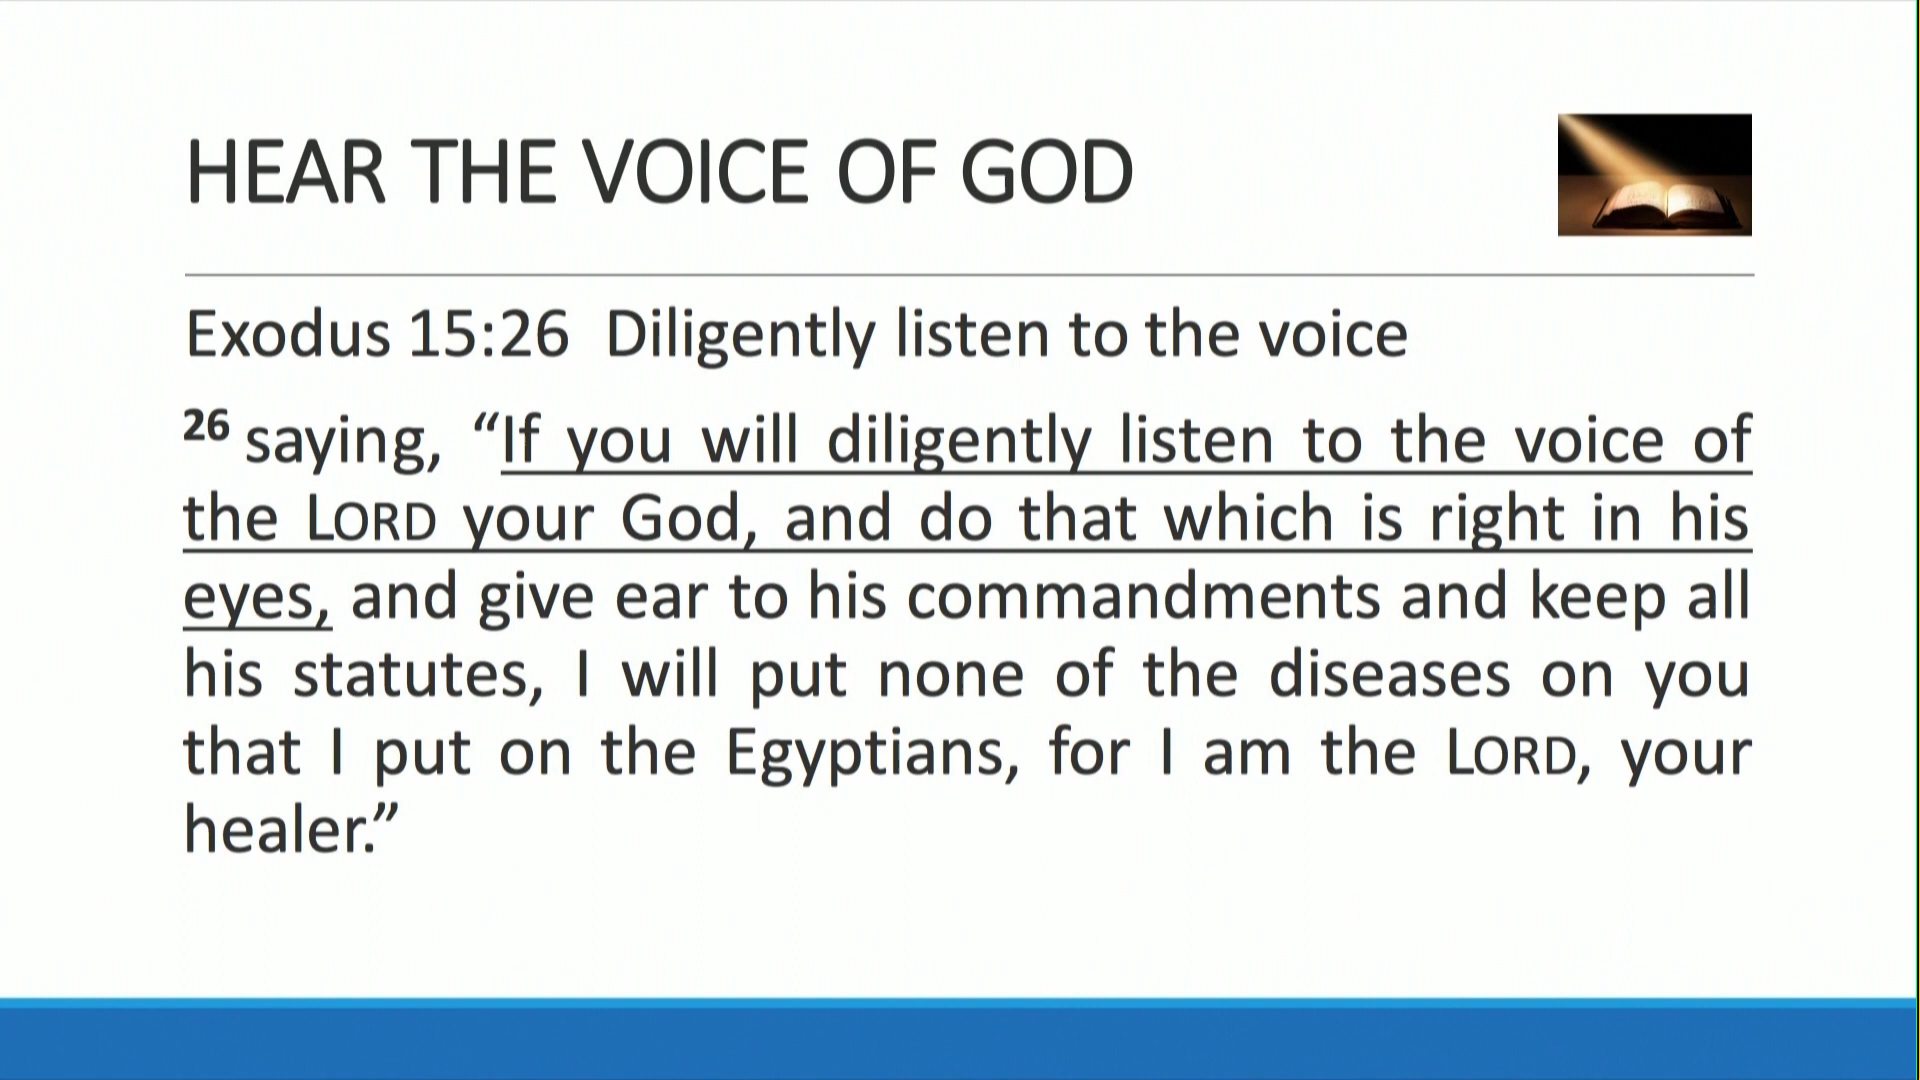 HEAR THE VOICE OF GOD
Exodus 15:26  Diligently listen to the voice
26 saying, “If you will diligently listen to the voice of
the LORD your God, and do that which is right in his
eyes, and give ear to his commandments and keep all
his statutes, I will put none of the diseases on you
that I put on the Egyptians, for I am the LORD, your
healer.”